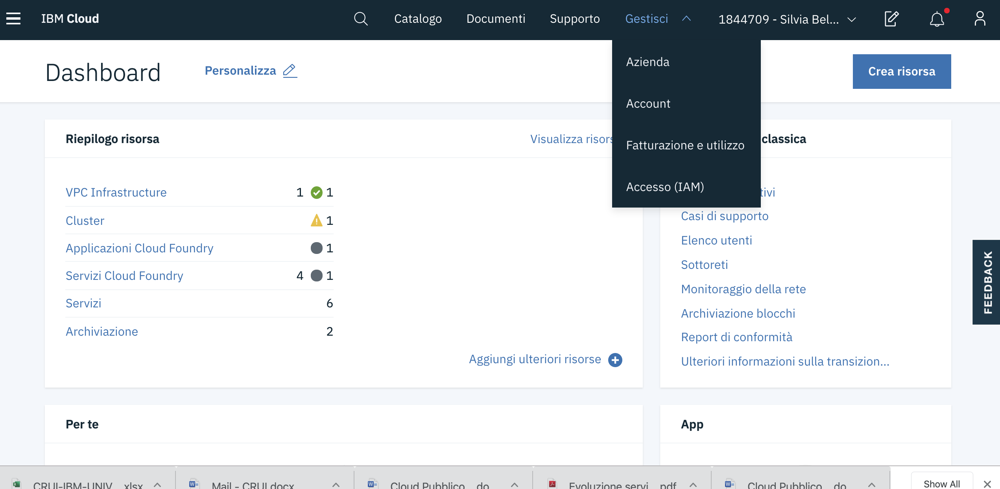 IBM Cloud
Catalogo
Documenti
Supporto
Gestisci
1844709 - Silvia Bel...
Azienda
Account
Fatturazione e utilizzo
Accesso (IAM)
Dashboard
Personalizza
Crea risorsa
Riepilogo risorsa
Visualizza risors
VPC Infrastructure 1 1
Cluster 1
Applicazioni Cloud Foundry 1
Servizi Cloud Foundry 4 1
Servizi 6
Archiviazione 2
Aggiungi ulteriori risorse
classica
tivi
Casi di supporto
Elenco utenti
Sottoreti
Monitoraggio della rete
Archiviazione blocchi
Report di conformità
Ulteriori informazioni sulla transizion...
FEEDBACK
Per te
App
CRUI-IBM-UNIV....xlsx
Mail - CRUI.docx
Cloud Pubblico....do
Evoluzione servi....pdf
Cloud Pubblico....do
Show All